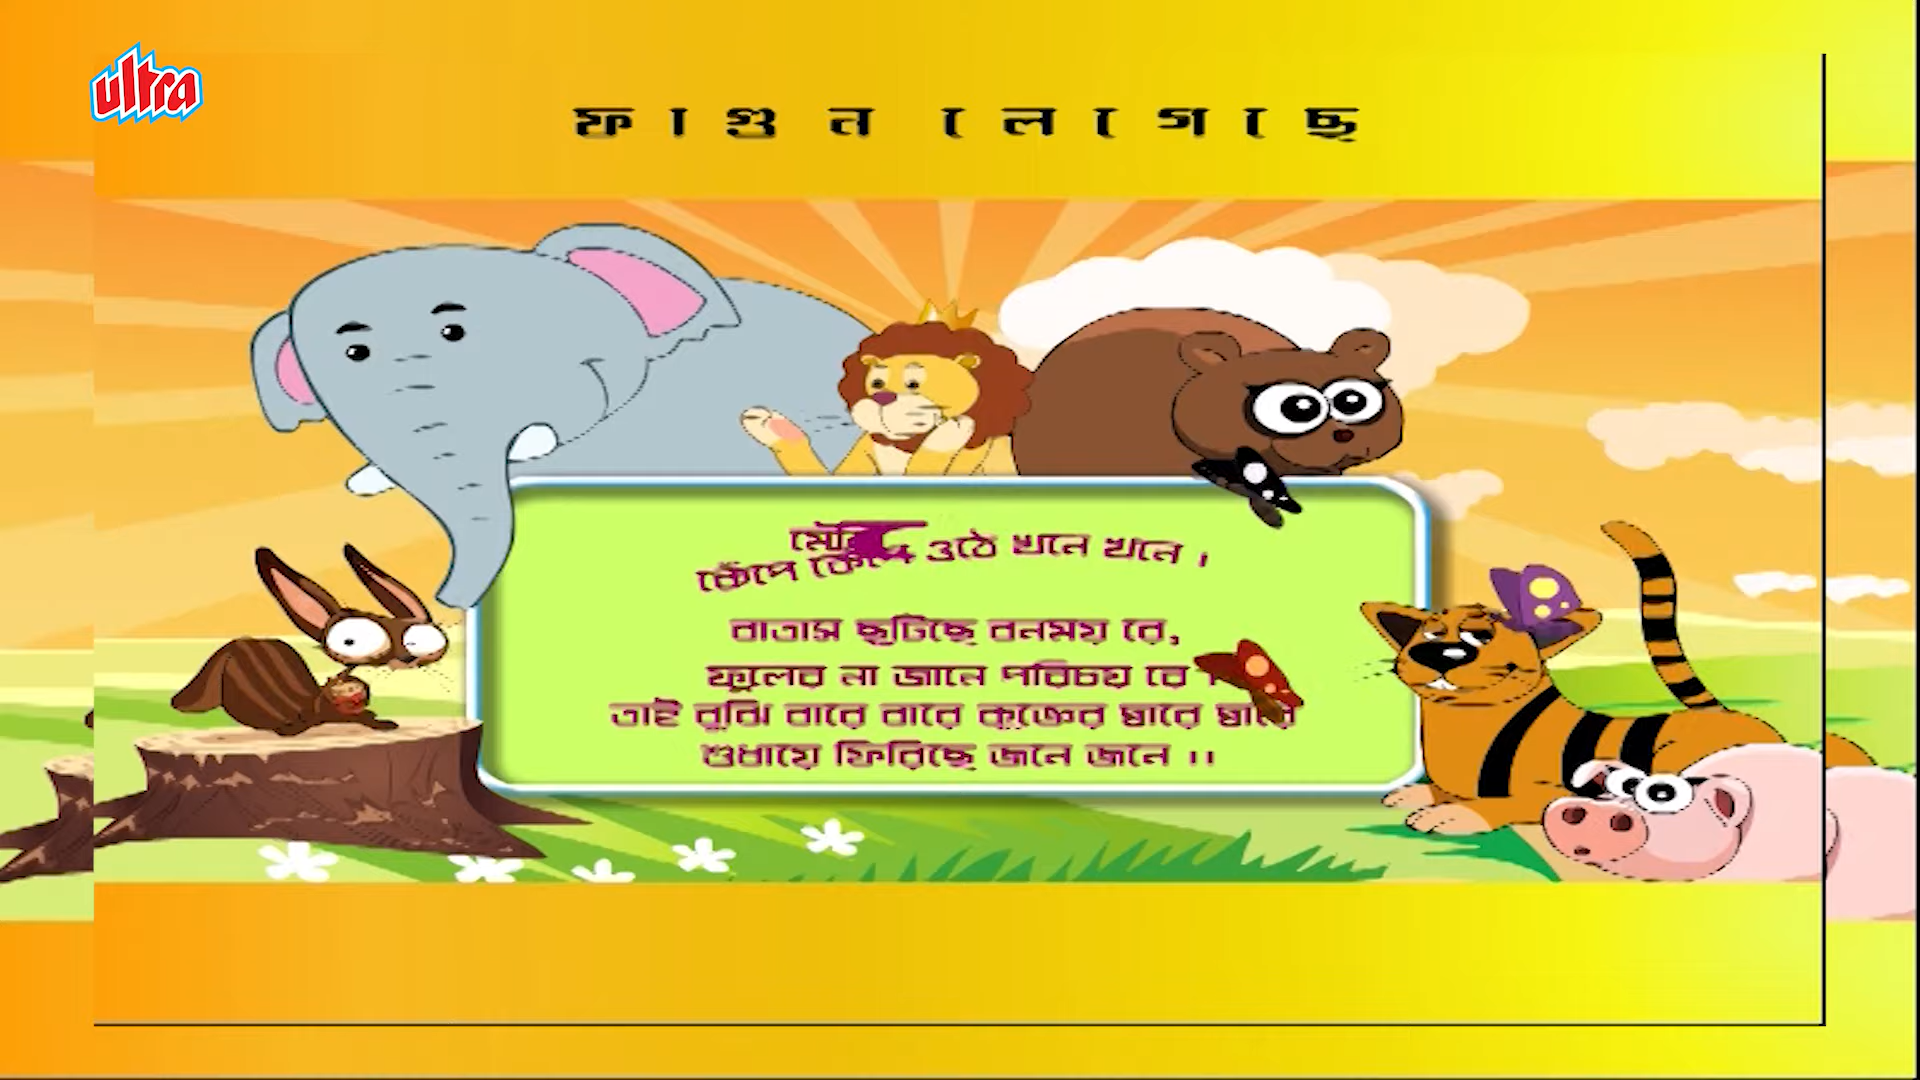 ultra
ফাগুন লেগেছে
কেঁপে কেঁপে ওঠে খনে খনে ।
বাতাস ছুটিছে বনময় রে,
ফুলের না জানে পরিচয় রে ।
তাই বুঝি বারে বারে কুঞ্জের দ্বারে দ্বারে
শুধায়ে ফিরিছে জনে জনে ।।